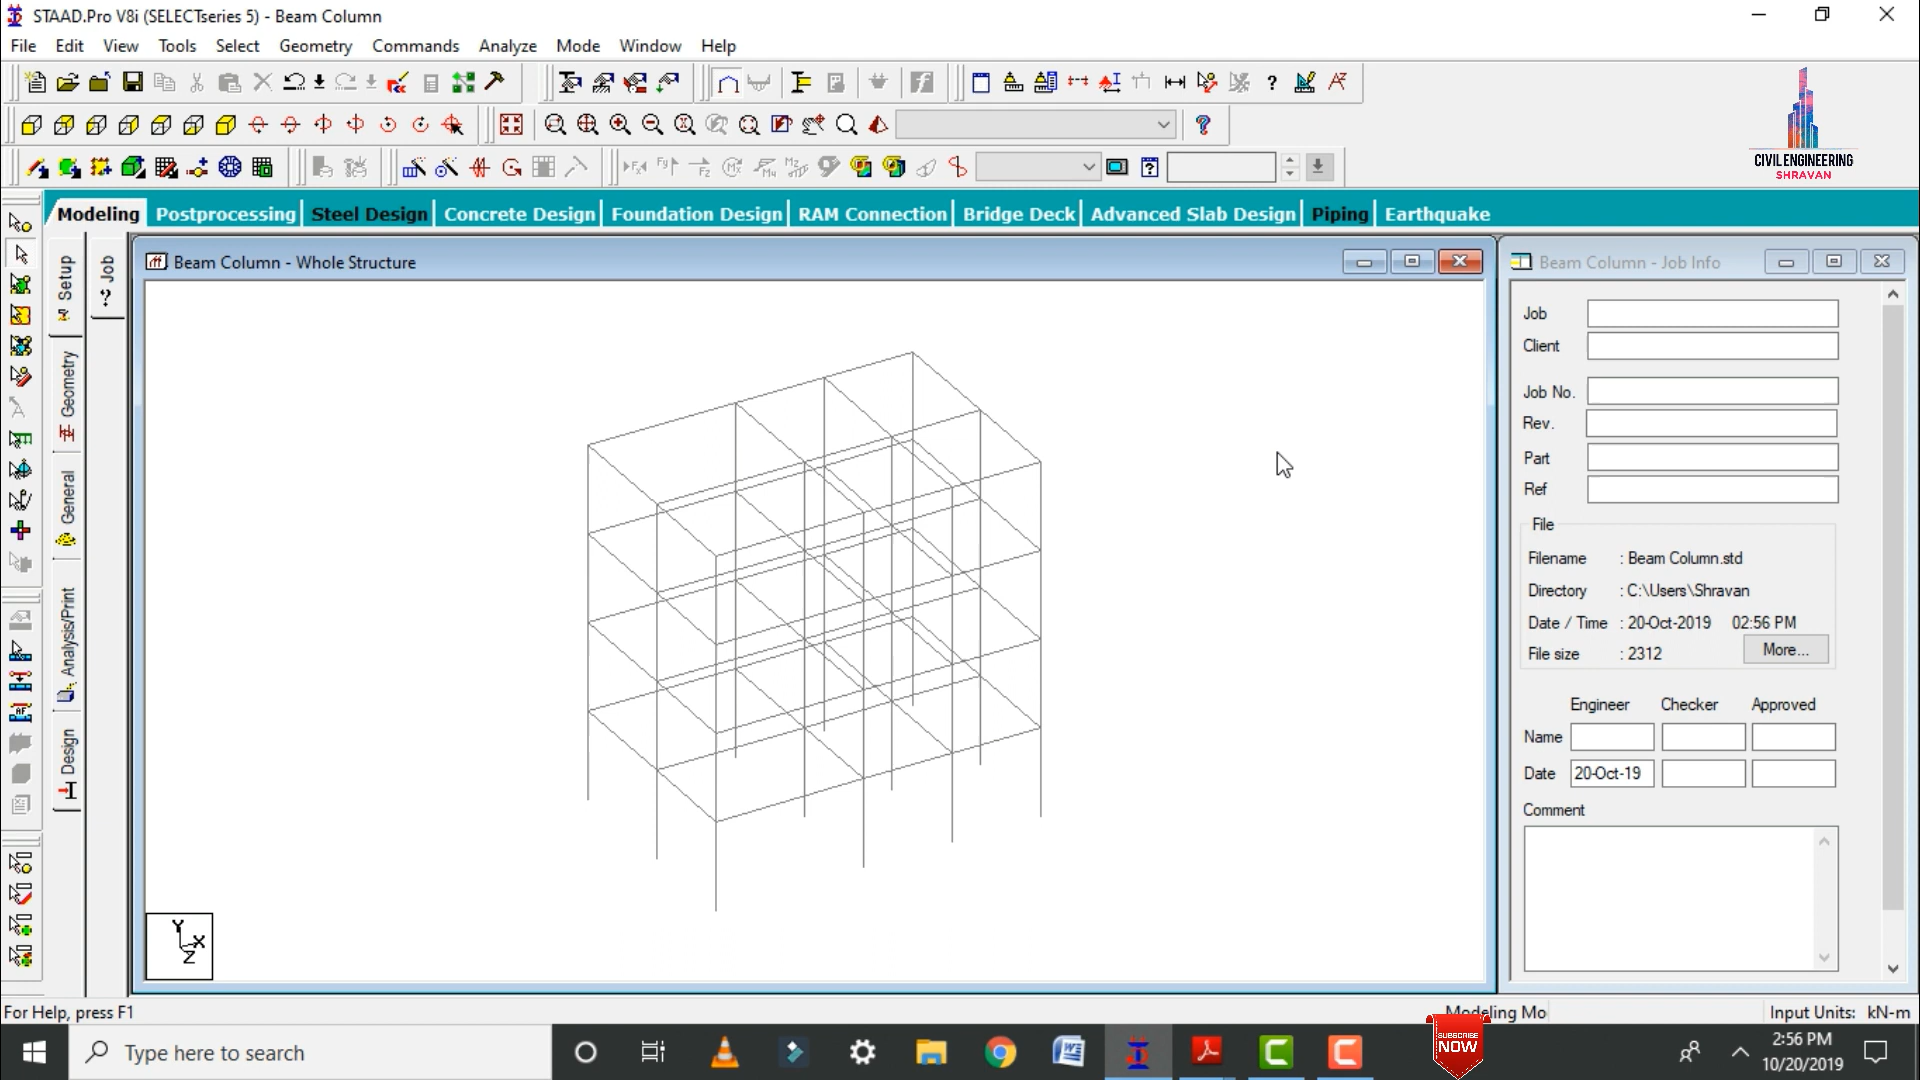 STAAD.Pro V8i (SELECTseries 5) - Beam Column
File Edit View Tools Select Geometry Commands Analyze Mode Window Help
CIVILENGINEERING
SHRAVAN
Modeling Postprocessing Steel Design Concrete Design Foundation Design RAM Connection Bridge Deck Advanced Slab Design Piping Earthquake
Setup
Geometry
General
Analysis/Print
Design
Job
Beam Column - Whole Structure
Y
X
Z
Beam Column - Job Info
Job
Client
Job No.
Rev.
Part
Ref
File
Filename : Beam Column.std
Directory : C:\Users\Shravan
Date / Time : 20-Oct-2019 02:56 PM
File size : 2312 More...
Engineer Checker Approved
Name
Date 20-Oct-19
Comment
For Help, press F1
Modeling Mo
Input Units: kN-m
Type here to search
SUBSCRIBE
NOW
2:56 PM
10/20/2019